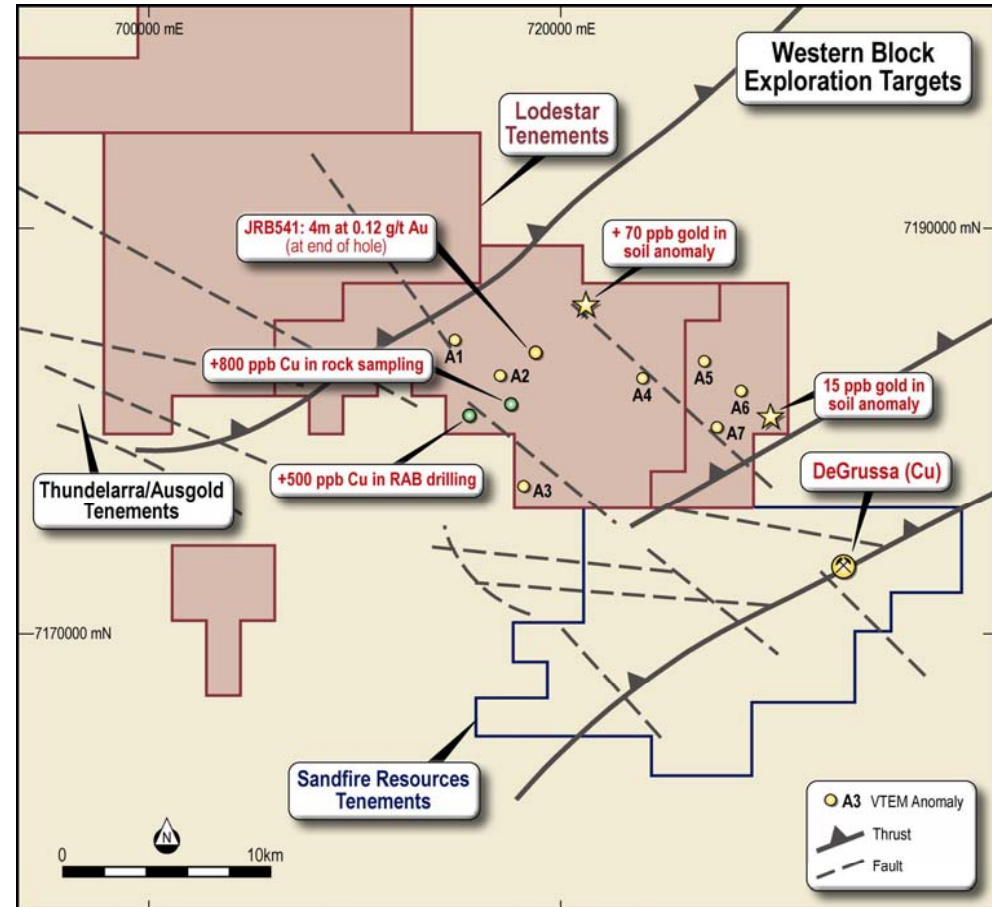 700000 mE
720000 mE
Western Block
Exploration Targets
Lodestar
Tenements
JRB541: 4m at 0.12 g/t Au
(at end of hole)
+ 70 ppb gold in
soil anomaly
7190000 mN
A1
+800 ppb Cu in rock sampling
A2
A4
A5
A6
A7
15 ppb gold in
soil anomaly
+500 ppb Cu in RAB drilling
A3
Thundelarra/Ausgold
Tenements
DeGrussa (Cu)
7170000 mN
Sandfire Resources
Tenements
N
0
10km
A3 VTEM Anomaly
Thrust
Fault